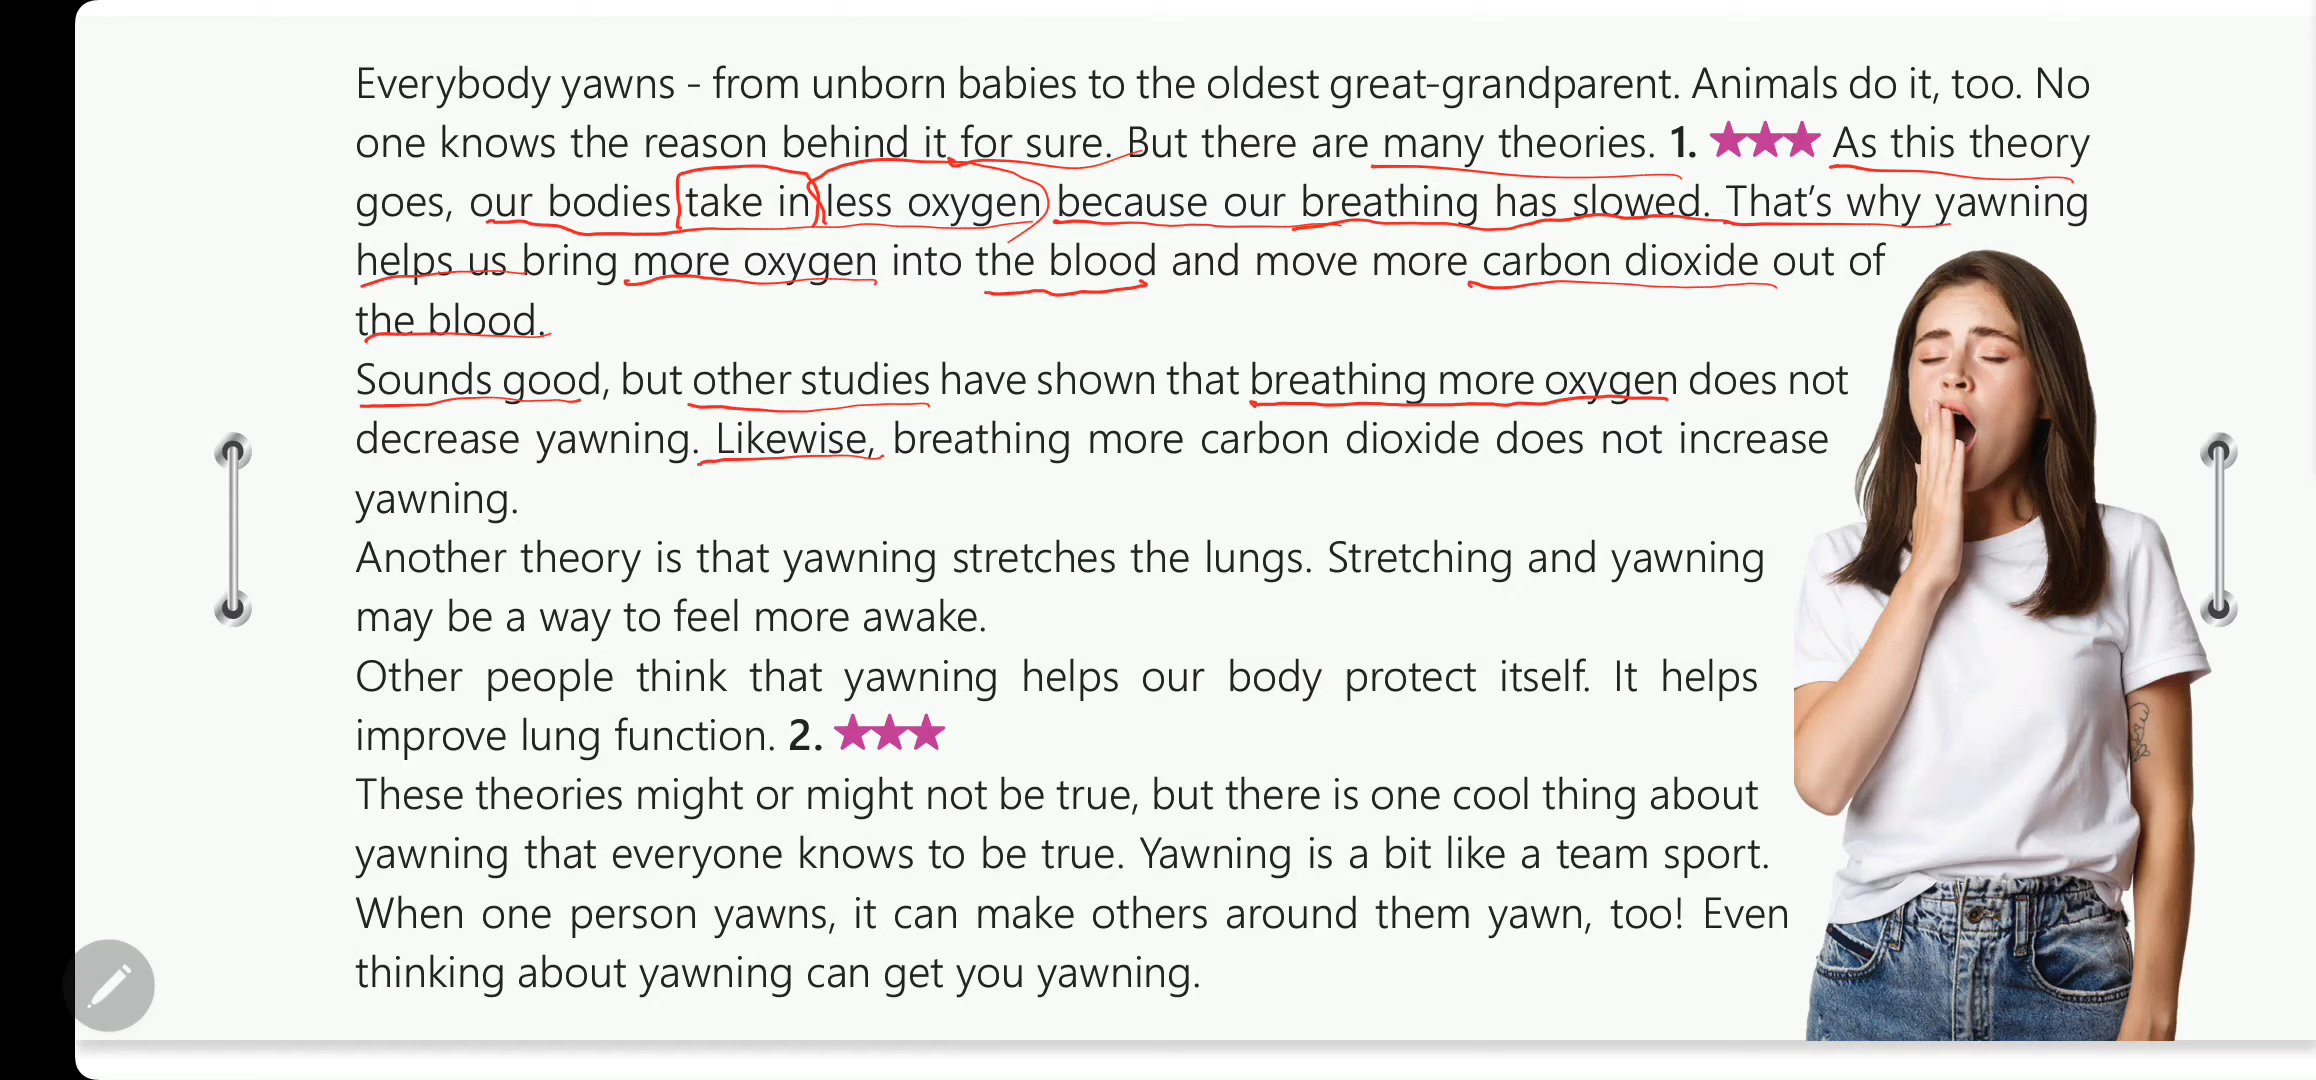 Everybody yawns - from unborn babies to the oldest great-grandparent. Animals do it, too. No
one knows the reason behind it for sure. But there are many theories. 1. ★★★ As this theory
goes, our bodies take in less oxygen because our breathing has slowed. That's why yawning
helps us bring more oxygen into the blood and move more carbon dioxide out of
the blood.
Sounds good, but other studies have shown that breathing more oxygen does not
decrease yawning. Likewise, breathing more carbon dioxide does not increase
yawning.
Another theory is that yawning stretches the lungs. Stretching and yawning
may be a way to feel more awake.
Other people think that yawning helps our body protect itself. It helps
improve lung function. 2. ★★★
These theories might or might not be true, but there is one cool thing about
yawning that everyone knows to be true. Yawning is a bit like a team sport.
When one person yawns, it can make others around them yawn, too! Even
thinking about yawning can get you yawning.